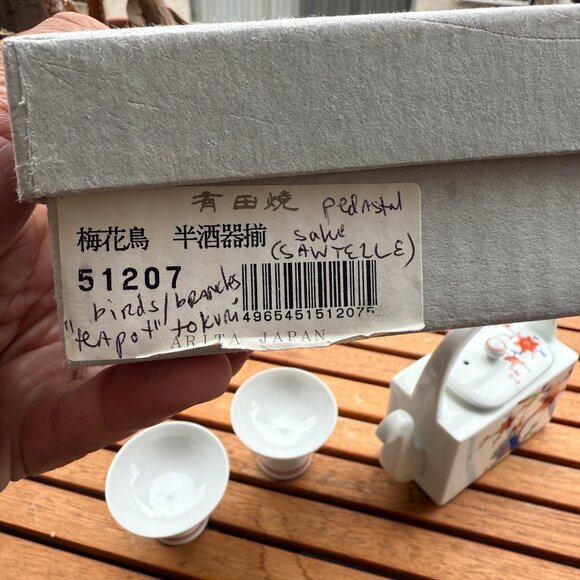 有田焼 pedastal
梅花鳥 半酒器揃 sake
(SAWTELLE)
51207
birds/branches
"teapot" tokuri
4965451512075
ARITA JAPAN